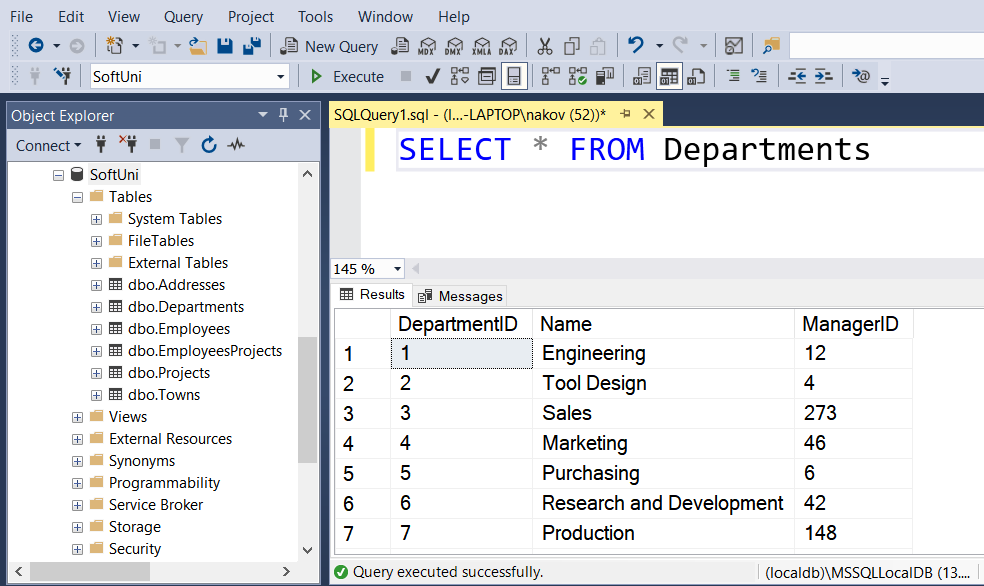 File Edit View Query Project Tools Window Help
New Query MDX DMX XMLA DAX
SoftUni Execute
Object Explorer
Connect
SoftUni
Tables
System Tables
FileTables
External Tables
dbo.Addresses
dbo.Departments
dbo.Employees
dbo.EmployeesProjects
dbo.Projects
dbo.Towns
Views
External Resources
Synonyms
Programmability
Service Broker
Storage
Security
SQLQuery1.sql - (l...-LAPTOP\nakov (52))*
SELECT * FROM Departments
145 %
Results Messages
DepartmentID Name ManagerID
1 1 Engineering 12
2 2 Tool Design 4
3 3 Sales 273
4 4 Marketing 46
5 5 Purchasing 6
6 6 Research and Development 42
7 7 Production 148
Query executed successfully. (localdb)\MSSQLLocalDB (13....